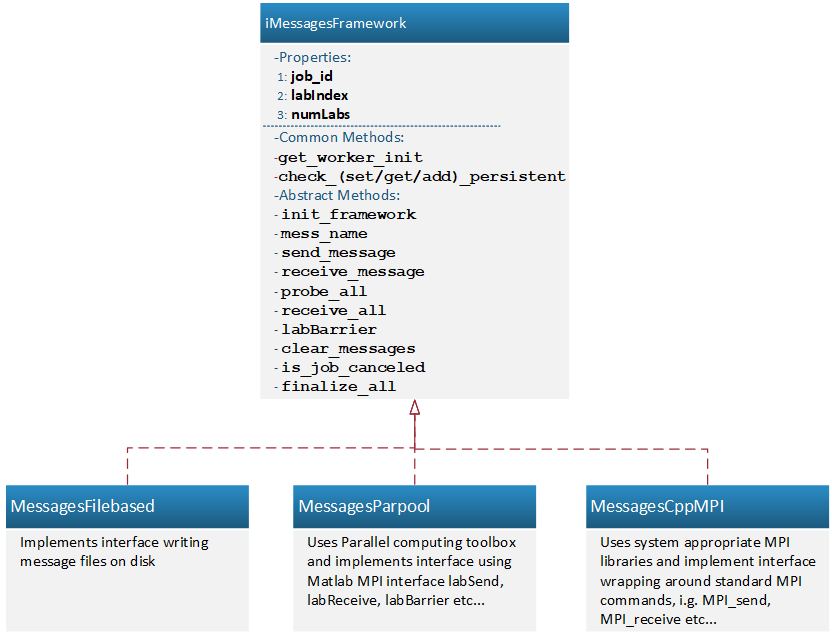 iMessagesFramework
-Properties:
1: job_id
2: labIndex
3: numLabs
-Common Methods:
-get_worker_init
-check_(set/get/add)_persistent
-Abstract Methods:
- init_framework
- mess_name
- send_message
- receive_message
- probe_all
- receive_all
- labBarrier
- clear_messages
- is_job_canceled
- finalize_all
MessagesFilebased
Implements interface writing
message files on disk
MessagesParpool
Uses Parallel computing toolbox
and implements interface using
Matlab MPI interface labSend,
labReceive, labBarrier etc...
MessagesCppMPI
Uses system appropriate MPI
libraries and implement interface
wrapping around standard MPI
commands, i.g. MPI_send,
MPI_receive etc...